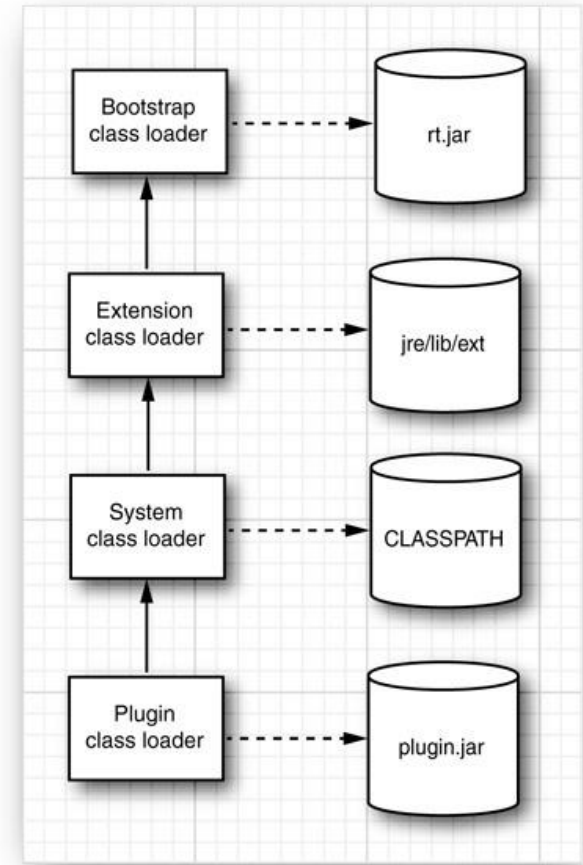 Bootstrap
class loader
rt.jar
Extension
class loader
jre/lib/ext
System
class loader
CLASSPATH
Plugin
class loader
plugin.jar